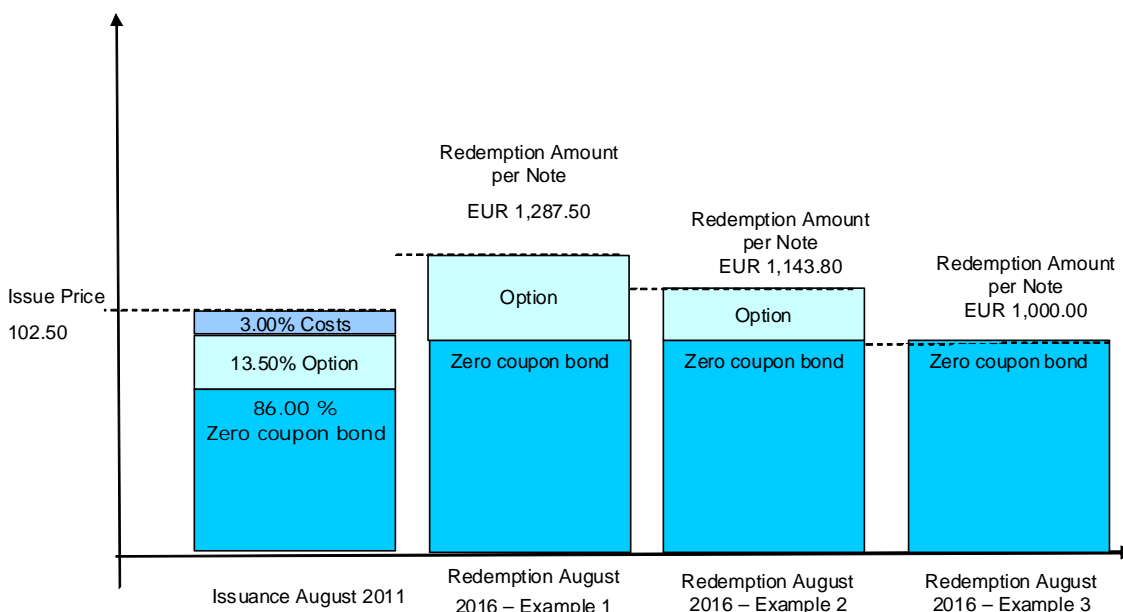 Redemption Amount
per Note
EUR 1,287.50
Redemption Amount
per Note
EUR 1,143.80
Redemption Amount
per Note
EUR 1,000.00
Issue Price
102.50
3.00% Costs
13.50% Option
86.00 %
Zero coupon bond
Option
Zero coupon bond
Option
Zero coupon bond
Zero coupon bond
Issuance August 2011
Redemption August
2016 – Example 1
Redemption August
2016 – Example 2
Redemption August
2016 – Example 3